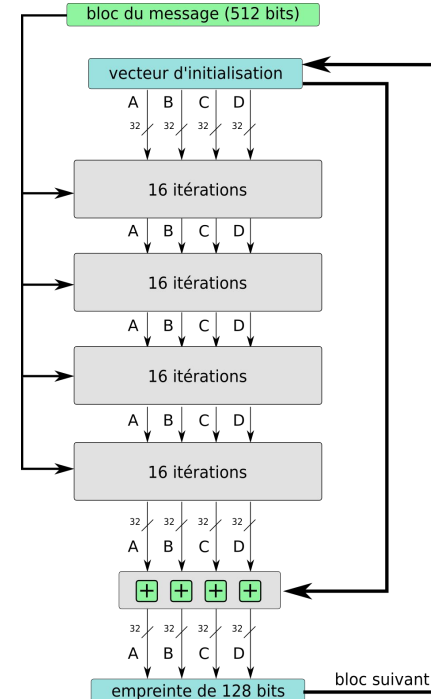 bloc du message (512 bits)
vecteur d'initialisation
A B C D
32 32 32 32
16 itérations
A B C D
16 itérations
A B C D
16 itérations
A B C D
16 itérations
32 32 32 32
A B C D
+ + + +
32 32 32 32
A B C D
bloc suivant
empreinte de 128 bits